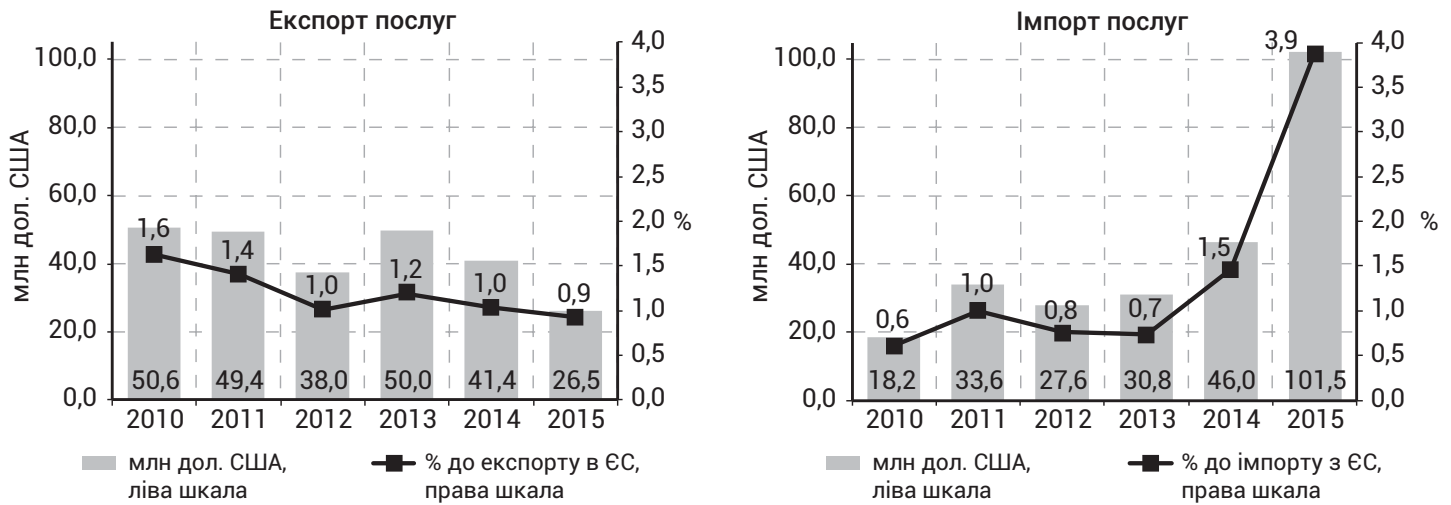 Експорт послуг
млн дол. США
100,0
80,0
60,0
40,0
20,0
0,0
4,0
3,5
3,0
2,5
2,0
1,5
1,0
0,5
0,0
%
1,6
1,4
1,0
1,2
1,0
0,9
50,6 49,4 38,0 50,0 41,4 26,5
2010 2011 2012 2013 2014 2015
млн дол. США,
ліва шкала
% до експорту в ЄС,
права шкала
Імпорт послуг
млн дол. США
100,0
80,0
60,0
40,0
20,0
0,0
4,0
3,5
3,0
2,5
2,0
1,5
1,0
0,5
0,0
%
0,6
1,0
0,8
0,7
1,5
3,9
18,2 33,6 27,6 30,8 46,0 101,5
2010 2011 2012 2013 2014 2015
млн дол. США,
ліва шкала
% до імпорту з ЄС,
права шкала